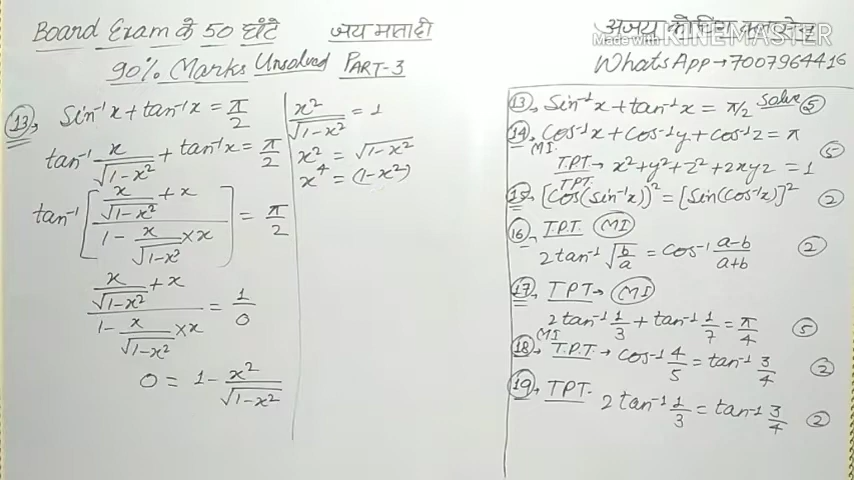 Board Exam के 50 घंटे जय माता दी
90% Marks Unsolved PART-3
अजय कोचिंग क्लासेस
Made with KINEMASTER
WhatsApp→7007964416
13, Sin⁻¹x + tan⁻¹x = π/2
tan⁻¹ x/√(1-x²) + tan⁻¹x = π/2
tan⁻¹ [(x/√(1-x²) + x)/(1 - x/√(1-x²) × x)] = π/2
(x/√(1-x²) + x)/(1 - x/√(1-x²) × x) = 1/0
0 = 1 - x²/√(1-x²)
x²/√(1-x²) = 1
x² = √(1-x²)
x⁴ = (1-x²)
13, Sin⁻¹x + tan⁻¹x = π/2 Solve 5
14, Cos⁻¹x + cos⁻¹y + cos⁻¹z = π
MI. TPT→ x² + y² + z² + 2xyz = 1 5
TPT.
15, [Cos(Sin⁻¹x)]² = [Sin(Cos⁻¹x)]² 2
16, T.P.T. MI
2tan⁻¹ √(b/a) = cos⁻¹ (a-b)/(a+b) 2
17, TPT→ MI
2tan⁻¹ 1/3 + tan⁻¹ 1/7 = π/4 5
MI
18, T.P.T.→ cos⁻¹ 4/5 = tan⁻¹ 3/4 2
19, TPT. 2tan⁻¹ 1/3 = tan⁻¹ 3/4 2